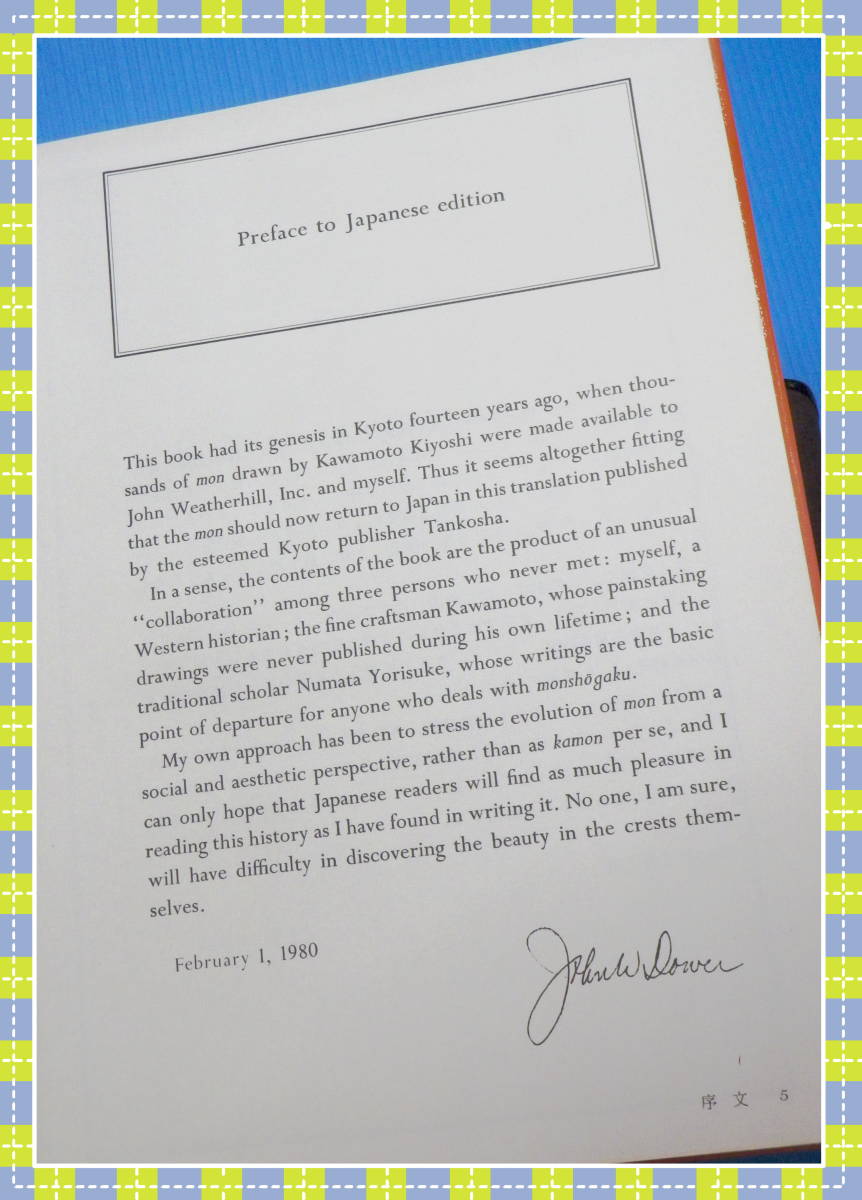 Preface to Japanese edition
This book had its genesis in Kyoto fourteen years ago, when thou-
sands of mon drawn by Kawamoto Kiyoshi were made available to
John Weatherhill, Inc. and myself. Thus it seems altogether fitting
that the mon should now return to Japan in this translation published
by the esteemed Kyoto publisher Tankosha.
In a sense, the contents of the book are the product of an unusual
“collaboration” among three persons who never met: myself, a
Western historian; the fine craftsman Kawamoto, whose painstaking
drawings were never published during his own lifetime; and the
traditional scholar Numata Yorisuke, whose writings are the basic
point of departure for anyone who deals with monshōgaku.
My own approach has been to stress the evolution of mon from a
social and aesthetic perspective, rather than as kamon per se, and I
can only hope that Japanese readers will find as much pleasure in
reading this history as I have found in writing it. No one, I am sure,
will have difficulty in discovering the beauty in the crests them-
selves.
February 1, 1980
John W Dower
序文 5